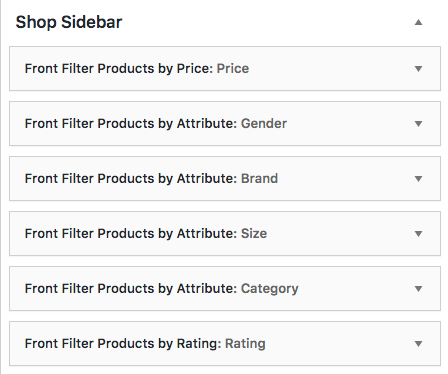 Shop Sidebar
Front Filter Products by Price: Price
Front Filter Products by Attribute: Gender
Front Filter Products by Attribute: Brand
Front Filter Products by Attribute: Size
Front Filter Products by Attribute: Category
Front Filter Products by Rating: Rating